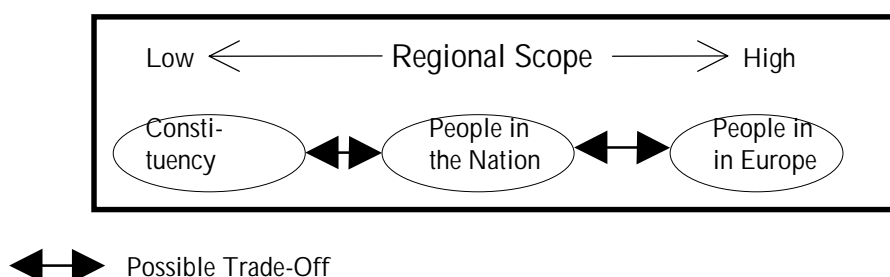 Low Regional Scope High
Consti-
tuency
People in
the Nation
People in
in Europe
Possible Trade-Off